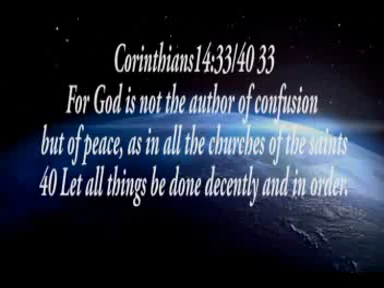 Corinthians14:33/40 33
For God is not the author of confusion
but of peace, as in all the churches of the saints
40 Let all things be done decently and in order.